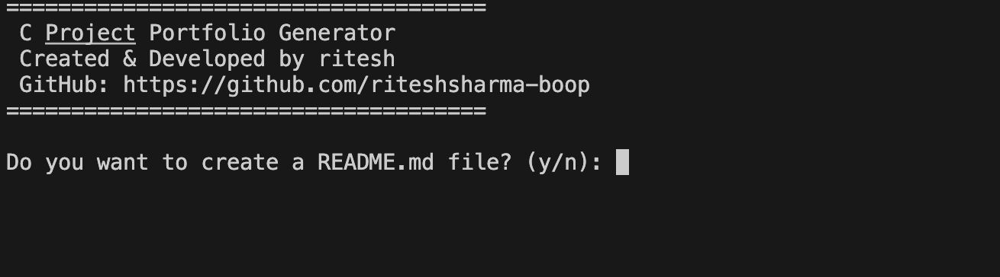 =====================================
C Project Portfolio Generator
Created & Developed by ritesh
GitHub: https://github.com/riteshsharma-boop
=====================================
Do you want to create a README.md file? (y/n):